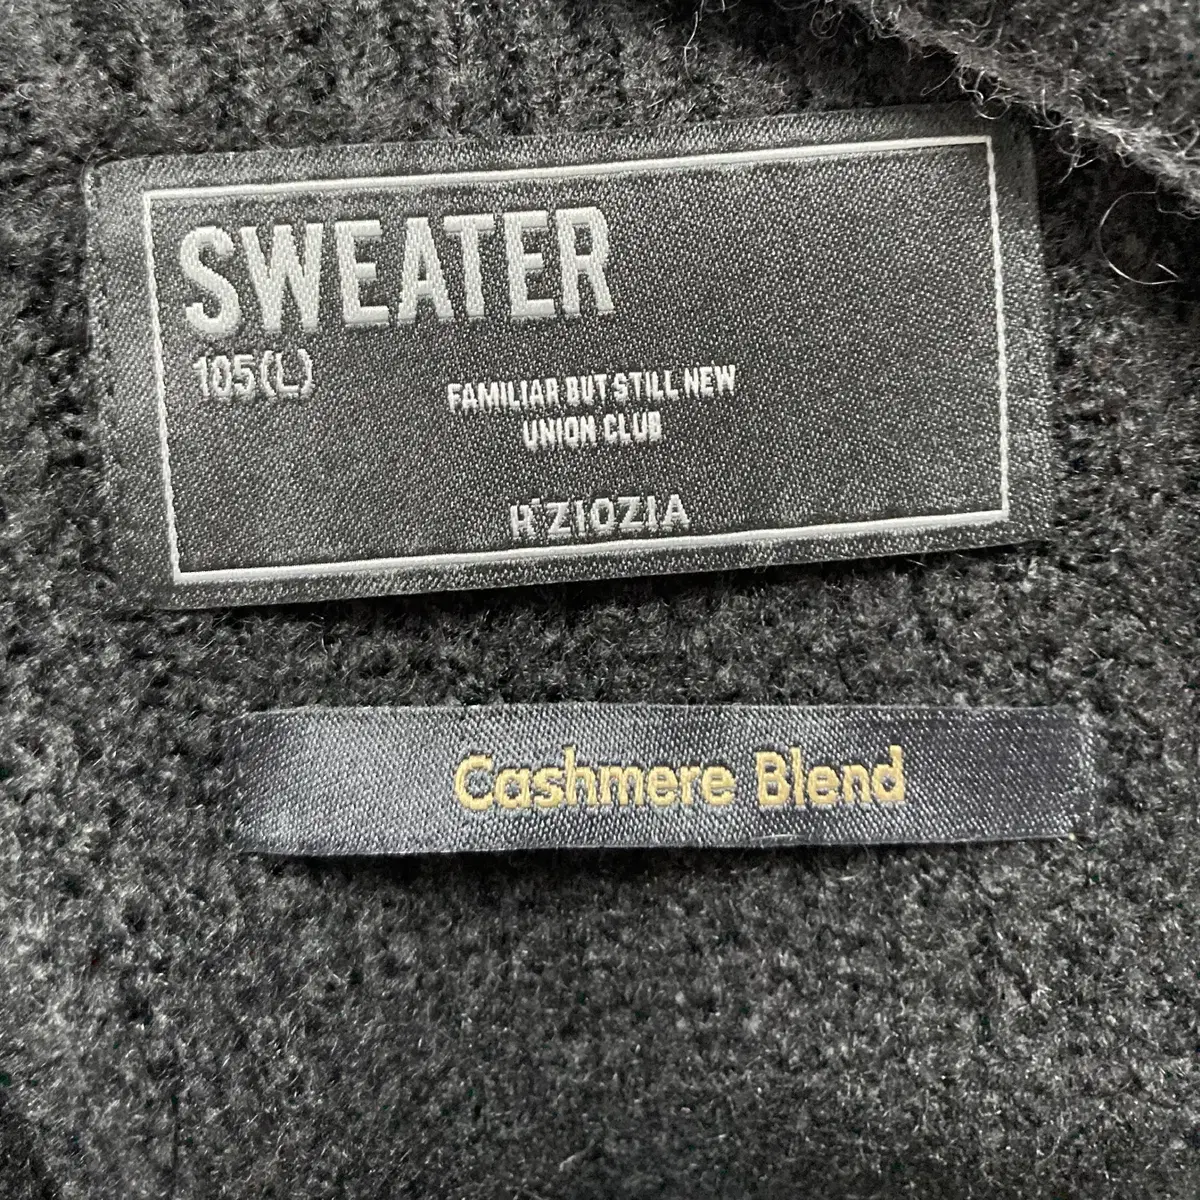 SWEATER
105(L)
FAMILIAR BUT STILL NEW
UNION CLUB
R'ZIOZIA
Cashmere Blend